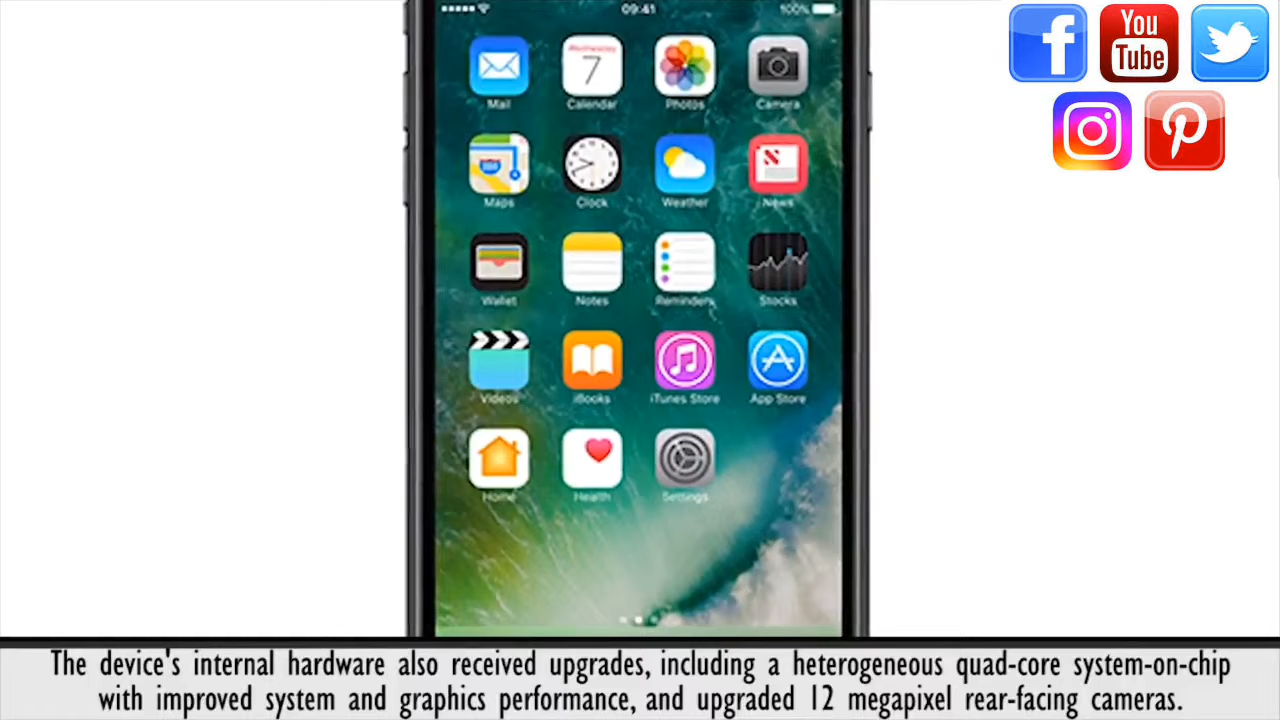 09:41 100%
Wednesday
7
Mail Calendar Photos Camera
Maps Clock Weather News
Wallet Notes Reminders Stocks
Videos iBooks iTunes Store App Store
Home Health Settings
You
Tube
The device's internal hardware also received upgrades, including a heterogeneous quad-core system-on-chip
with improved system and graphics performance, and upgraded 12 megapixel rear-facing cameras.